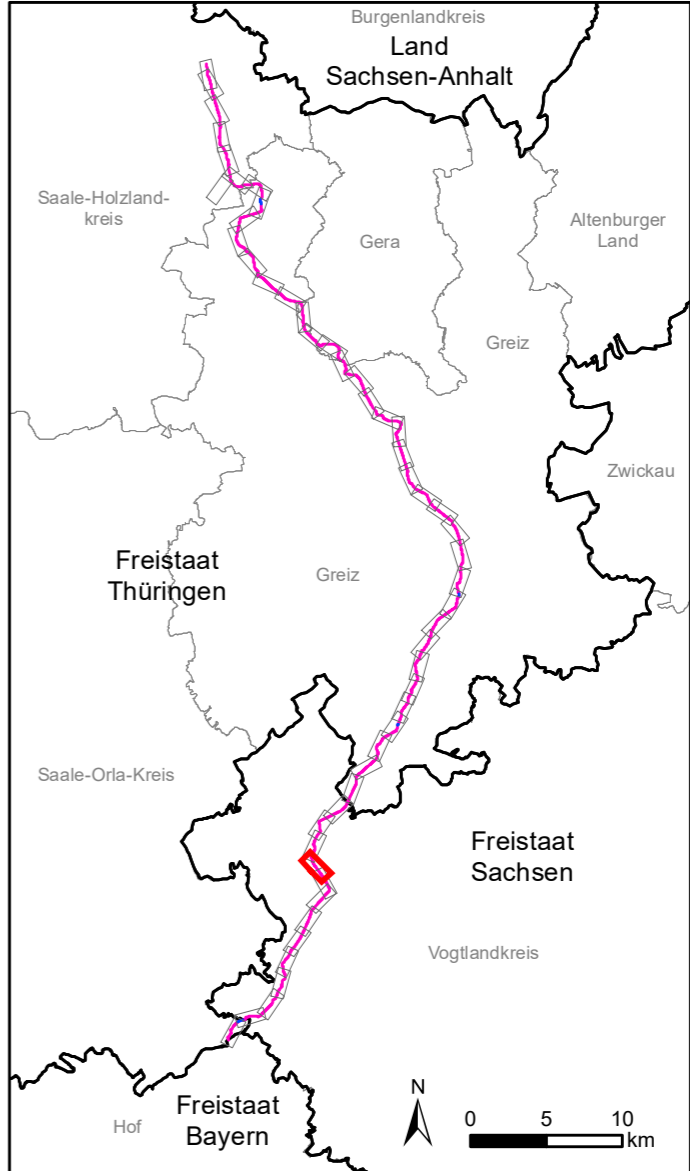 Burgenlandkreis
Land
Sachsen-Anhalt
Saale-Holzland-
kreis
Altenburger
Land
Gera
Greiz
Zwickau
Freistaat
Thüringen
Greiz
Saale-Orla-Kreis
Freistaat
Sachsen
Vogtlandkreis
N
Freistaat
Bayern
Hof
0 5 10
km